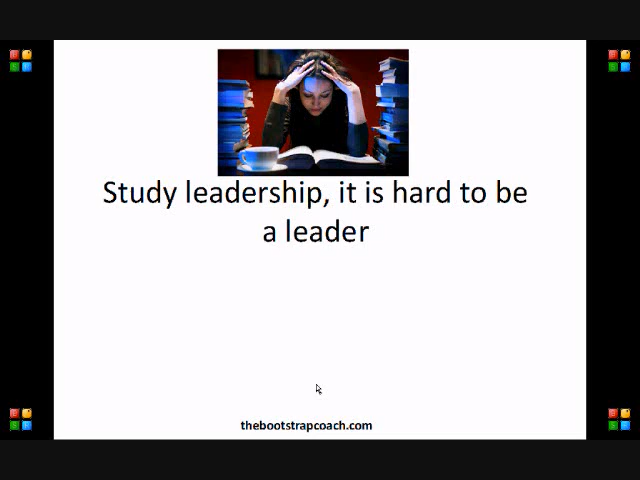 Study leadership, it is hard to be
a leader
thebootstrapcoach.com